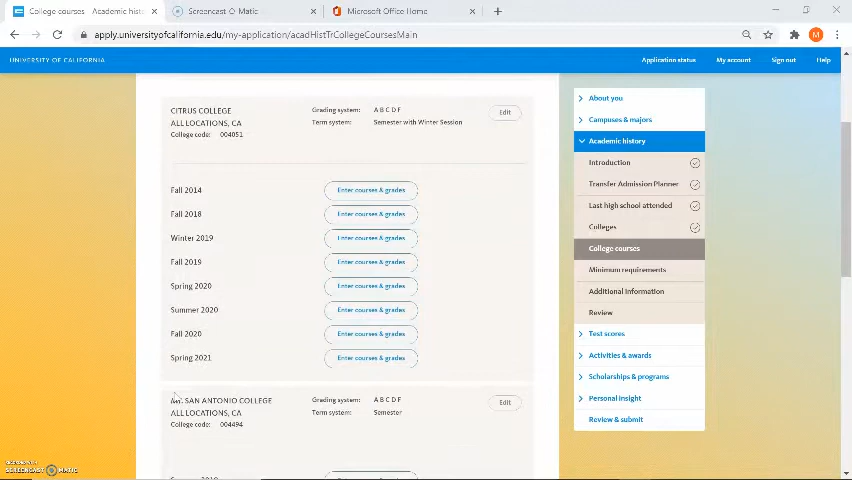 College courses - Academic histo
Screencast-O-Matic
Microsoft Office Home
apply.universityofcalifornia.edu/my-application/acadHistTrCollegeCoursesMain
M
UNIVERSITY OF CALIFORNIA
Application status
My account
Sign out
Help
CITRUS COLLEGE
ALL LOCATIONS, CA
College code: 004051
Grading system: A B C D F
Term system: Semester with Winter Session
Edit
Fall 2014 Enter courses & grades
Fall 2018 Enter courses & grades
Winter 2019 Enter courses & grades
Fall 2019 Enter courses & grades
Spring 2020 Enter courses & grades
Summer 2020 Enter courses & grades
Fall 2020 Enter courses & grades
Spring 2021 Enter courses & grades
SAN ANTONIO COLLEGE
ALL LOCATIONS, CA
College code: 004494
Grading system: A B C D F
Term system: Semester
Edit
About you
Campuses & majors
Academic history
Introduction
Transfer Admission Planner
Last high school attended
Colleges
College courses
Minimum requirements
Additional information
Review
Test scores
Activities & awards
Scholarships & programs
Personal insight
Review & submit
RECORDED WITH
SCREENCAST MATIC